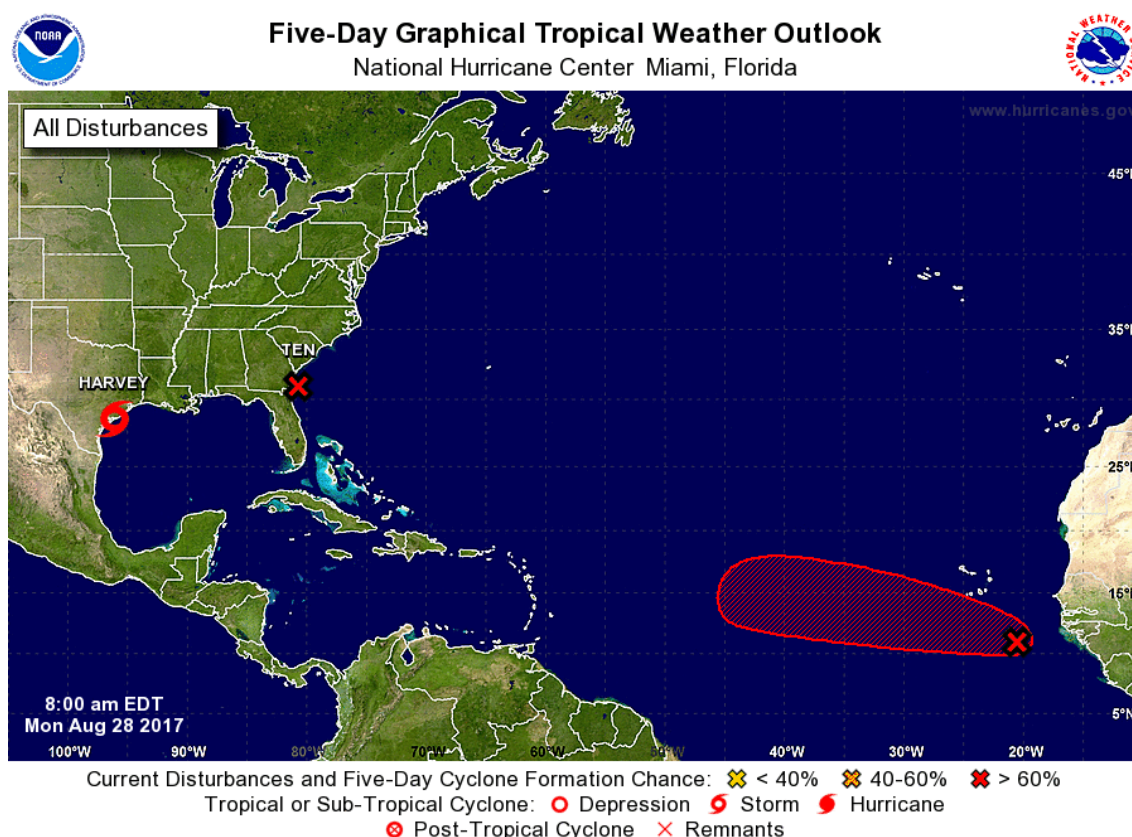 Five-Day Graphical Tropical Weather Outlook
National Hurricane Center Miami, Florida
NOAA
All Disturbances
www.hurricanes.gov
45°N
35°N
TEN
HARVEY
25°N
15°N
8:00 am EDT
Mon Aug 28 2017
5°N
100°W 90°W 80°W 70°W 60°W 50°W 40°W 30°W 20°W
Current Disturbances and Five-Day Cyclone Formation Chance: < 40% 40-60% > 60%
Tropical or Sub-Tropical Cyclone: Depression Storm Hurricane
Post-Tropical Cyclone Remnants